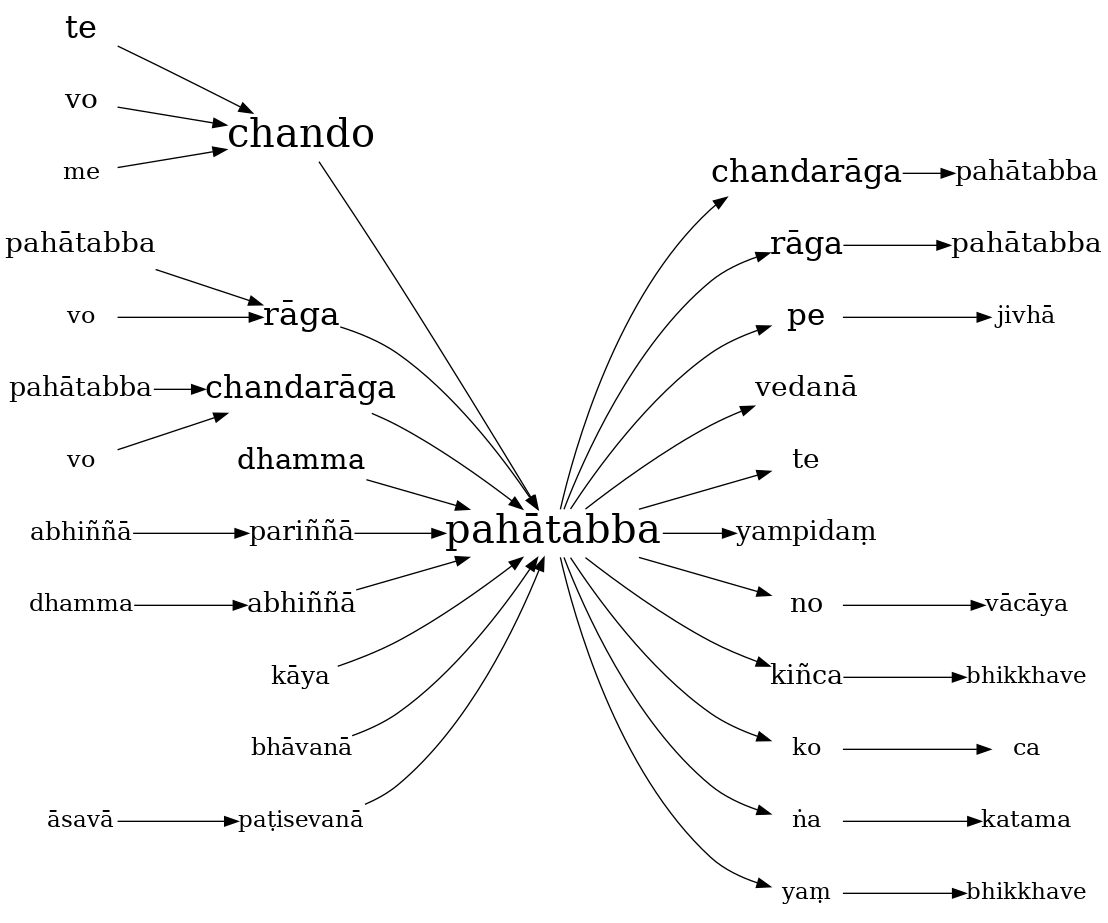 te
vo
chando
me
chandarāga pahātabba
pahātabba
rāga pahātabba
vo
rāga
pe jivhā
pahātabba chandarāga
vedanā
vo
dhamma
te
abhiññā pariññā pahātabba yampidaṃ
dhamma abhiññā
no vācāya
kāya
kiñca bhikkhave
bhāvanā
ko ca
āsavā paṭisevanā
ṅa katama
yaṃ bhikkhave